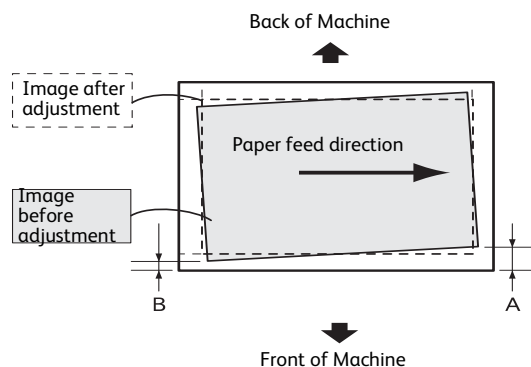 Back of Machine
Image after
adjustment
Paper feed direction
Image
before
adjustment
B
A
Front of Machine